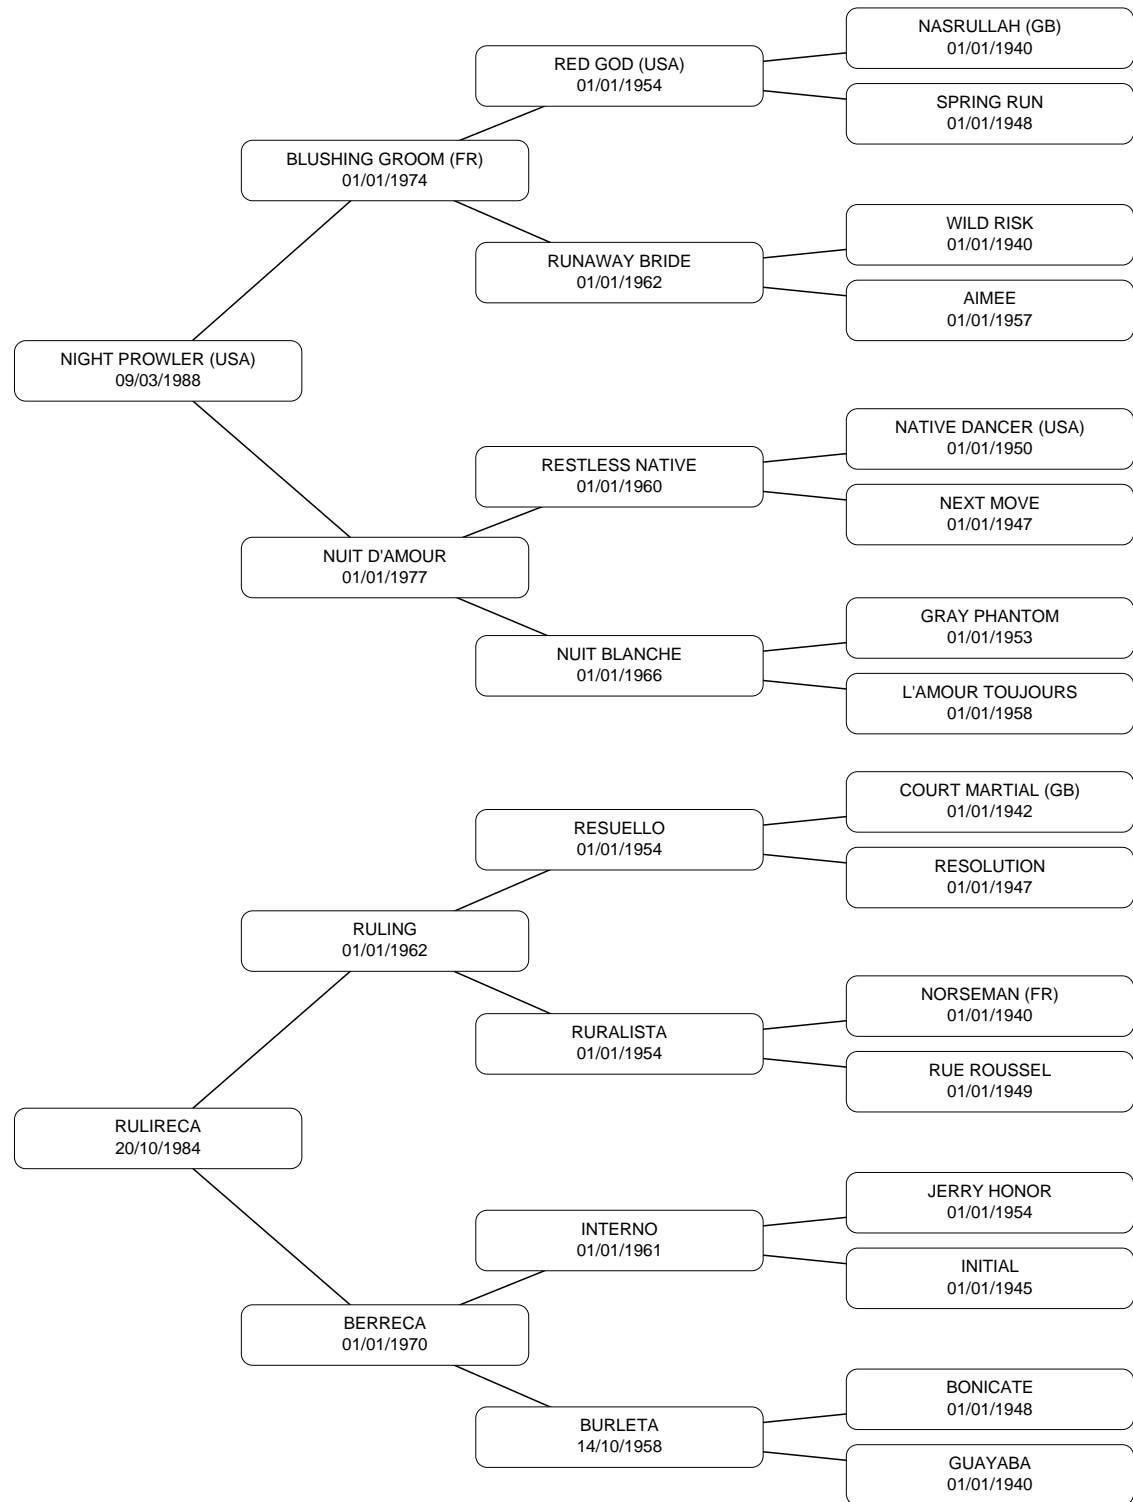 NASRULLAH (GB)
01/01/1940
RED GOD (USA)
01/01/1954
SPRING RUN
01/01/1948
BLUSHING GROOM (FR)
01/01/1974
WILD RISK
01/01/1940
RUNAWAY BRIDE
01/01/1962
AIMEE
01/01/1957
NIGHT PROWLER (USA)
09/03/1988
NATIVE DANCER (USA)
01/01/1950
RESTLESS NATIVE
01/01/1960
NEXT MOVE
01/01/1947
NUIT D'AMOUR
01/01/1977
GRAY PHANTOM
01/01/1953
NUIT BLANCHE
01/01/1966
L'AMOUR TOUJOURS
01/01/1958
COURT MARTIAL (GB)
01/01/1942
RESUELLO
01/01/1954
RESOLUTION
01/01/1947
RULING
01/01/1962
NORSEMAN (FR)
01/01/1940
RURALISTA
01/01/1954
RUE ROUSSEL
01/01/1949
RULIRECA
20/10/1984
JERRY HONOR
01/01/1954
INTERNO
01/01/1961
INITIAL
01/01/1945
BERRECA
01/01/1970
BONICATE
01/01/1948
BURLETA
14/10/1958
GUAYABA
01/01/1940